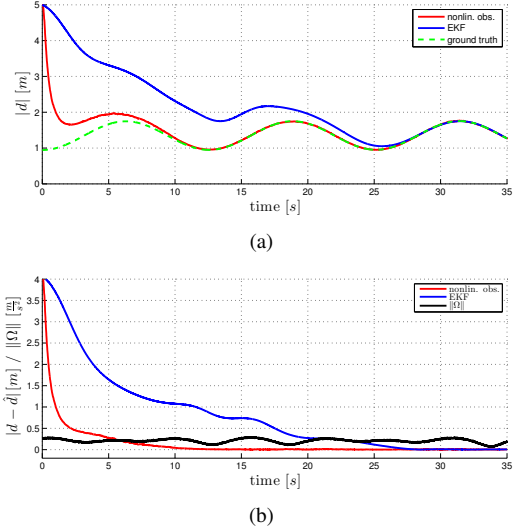 5
4
3
2
1
0
|d| [m]
nonlin. obs.
EKF
ground truth
0 5 10 15 20 25 30 35
time [s]
(a)
4
3.5
3
2.5
2
1.5
1
0.5
0
|d − d̂| [m] / ‖Ω‖ [m/s²]
nonlin. obs.
EKF
‖Ω‖
0 5 10 15 20 25 30 35
time [s]
(b)